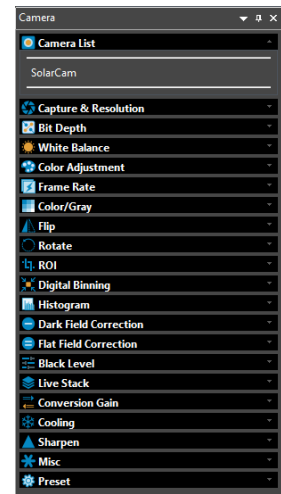 Camera
Camera List
SolarCam
Capture & Resolution
Bit Depth
White Balance
Color Adjustment
Frame Rate
Color/Gray
Flip
Rotate
ROI
Digital Binning
Histogram
Dark Field Correction
Flat Field Correction
Black Level
Live Stack
Conversion Gain
Cooling
Sharpen
Misc
Preset